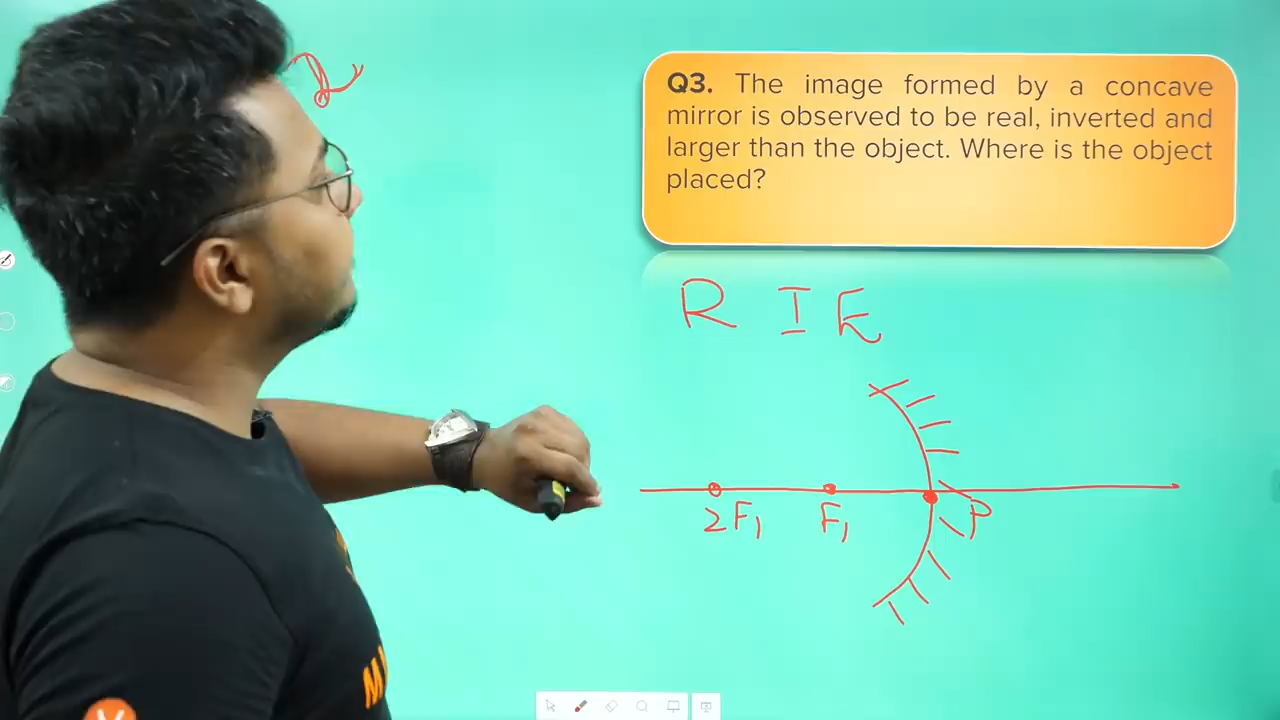 Q3. The image formed by a concave
mirror is observed to be real, inverted and
larger than the object. Where is the object
placed?
R I E
2F₁ F₁ P